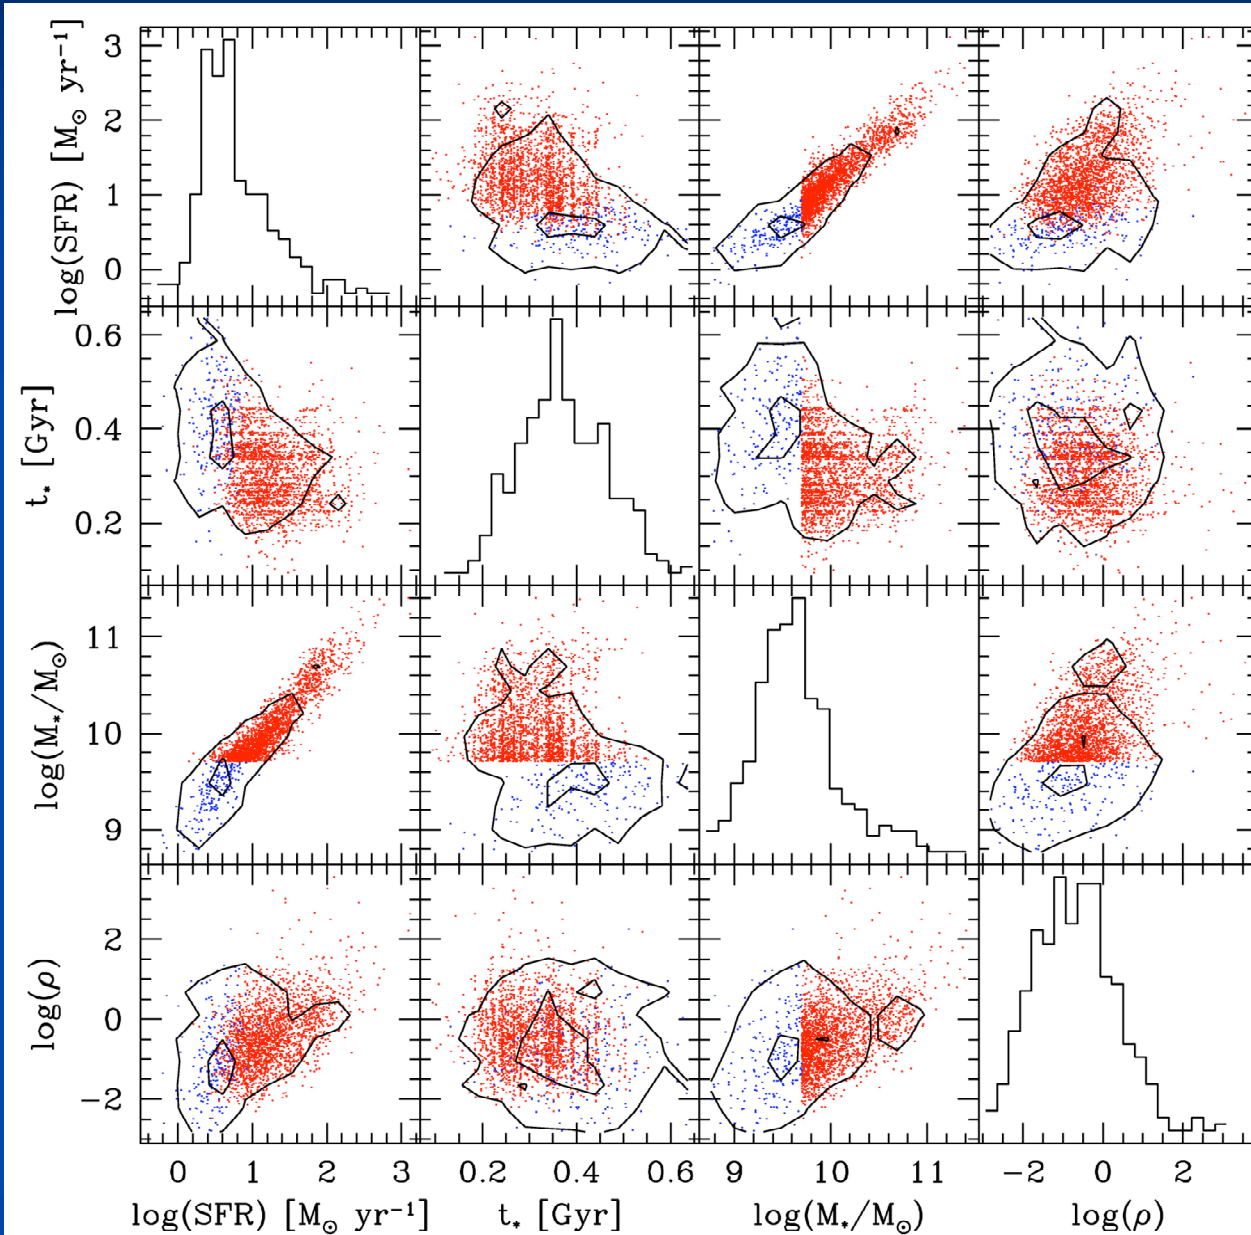 log(SFR) [M⊙ yr⁻¹]
3
2
1
0
t* [Gyr]
0.6
0.4
0.2
log(M*/M⊙)
11
10
9
log(ρ)
2
0
−2
0 1 2 3 0.2 0.4 0.6 9 10 11 −2 0 2
log(SFR) [M⊙ yr⁻¹] t* [Gyr] log(M*/M⊙) log(ρ)